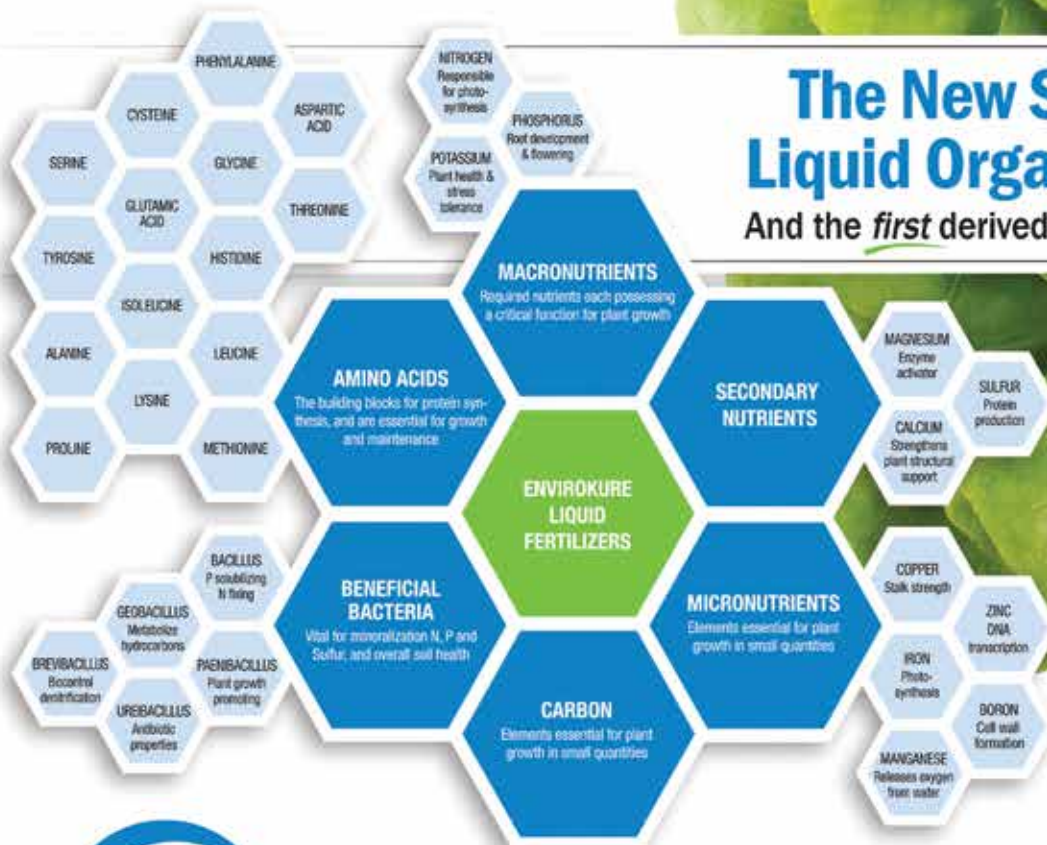 The New S
Liquid Orga
And the first derived
PHENYLALANINE
CYSTEINE
ASPARTIC
ACID
SERINE
GLYCINE
GLUTAMIC
ACID
THREONINE
TYROSINE
HISTIDINE
ISOLEUCINE
ALANINE
LEUCINE
LYSINE
PROLINE
METHIONINE
NITROGEN
Responsible
for photo-
synthesis
PHOSPHORUS
Root development
& flowering
POTASSIUM
Plant health &
stress
tolerance
MACRONUTRIENTS
Required nutrients each possessing
a critical function for plant growth
AMINO ACIDS
The building blocks for protein syn-
thesis, and are essential for growth
and maintenance
SECONDARY
NUTRIENTS
MAGNESIUM
Enzyme
activator
SULFUR
Protein
production
CALCIUM
Strengthens
plant structural
support
ENVIROKURE
LIQUID
FERTILIZERS
BENEFICIAL
BACTERIA
Vital for mineralization N, P and
Sulfur, and overall soil health
BACILLUS
P solubilizing
N fixing
GEOBACILLUS
Metabolize
hydrocarbons
BREVIBACILLUS
Biocontrol
denitrification
PAENIBACILLUS
Plant growth
promoting
UREIBACILLUS
Antibiotic
properties
MICRONUTRIENTS
Elements essential for plant
growth in small quantities
CARBON
Elements essential for plant
growth in small quantities
COPPER
Stalk strength
ZINC
DNA
transcription
IRON
Photo-
synthesis
BORON
Cell wall
formation
MANGANESE
Releases oxygen
from water